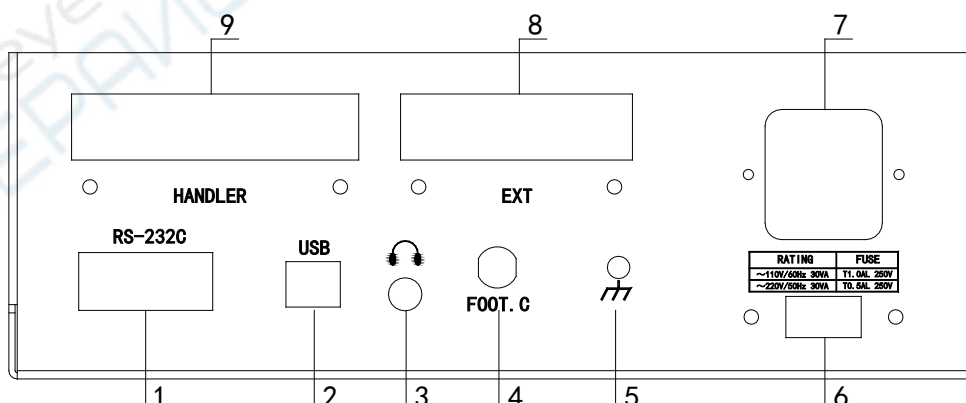 9 8 7
HANDLER EXT
RS-232C
USB
RATING FUSE
~110V/60Hz 30VA T1.0AL 250V
~220V/50Hz 30VA T0.5AL 250V
FOOT.C
1 2 3 4 5 6